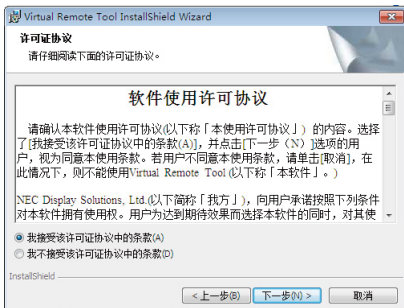 Virtual Remote Tool InstallShield Wizard
许可证协议
请仔细阅读下面的许可证协议。
软件使用许可协议
请确认本软件使用许可协议(以下称「本使用许可协议」) 的内容。选择
了[我接受该许可证协议中的条款(A)]，并点击[下一步（N）]选项的用
户，视为同意本使用条款。若用户不同意本使用条款，请单击[取消]，在
此情况下，则不能使用Virtual Remote Tool (以下称「本软件」。)
NEC Display Solutions, Ltd.(以下简称「我方」)，向用户承诺按照下列条件
对本软件拥有使用权。用户为达到期待效果而选择本软件的同时，对其使
我接受该许可证协议中的条款(A)
我不接受该许可证协议中的条款(D)
InstallShield
<上一步(B)
下一步(N) >
取消